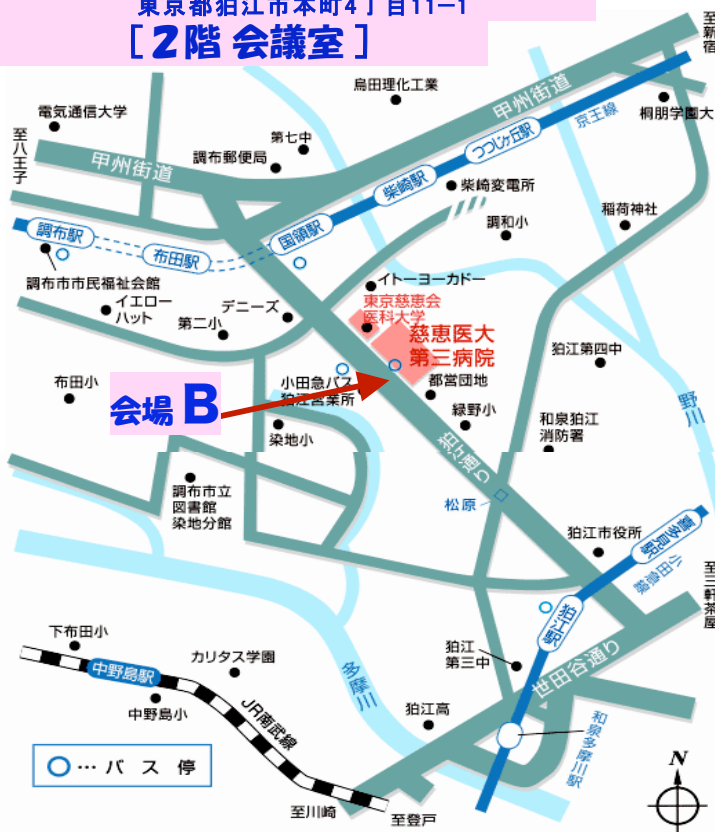 東京都狛江市本町4丁目11−1
[ 2階 会議室 ]
至新宿
烏田理化工業
甲州街道
電気通信大学
京王線
桐朋学園大
至八王子
第七中
つつじヶ丘駅
調布郵便局
甲州街道
柴崎駅
柴崎変電所
稲荷神社
調和小
国領駅
調布駅
布田駅
調布市市民福祉会館
イトーヨーカドー
イエロー
ハット
デニーズ
東京慈恵会
医科大学
第二小
慈恵医大
第三病院
狛江第四中
布田小
小田急バス
狛江営業所
都営団地
会場 B
緑野小
野川
和泉狛江
消防署
染地小
狛江通り
調布市立
図書館
染地分館
松原
狛江市役所
喜多見駅
小田急線
至三軒茶屋
狛江駅
下布田小
カリタス学園
狛江
第三中
世田谷通り
中野島駅
多摩川
中野島小
JR南武線
狛江高
和泉多摩川駅
○…バス停
N
至川崎
至登戸